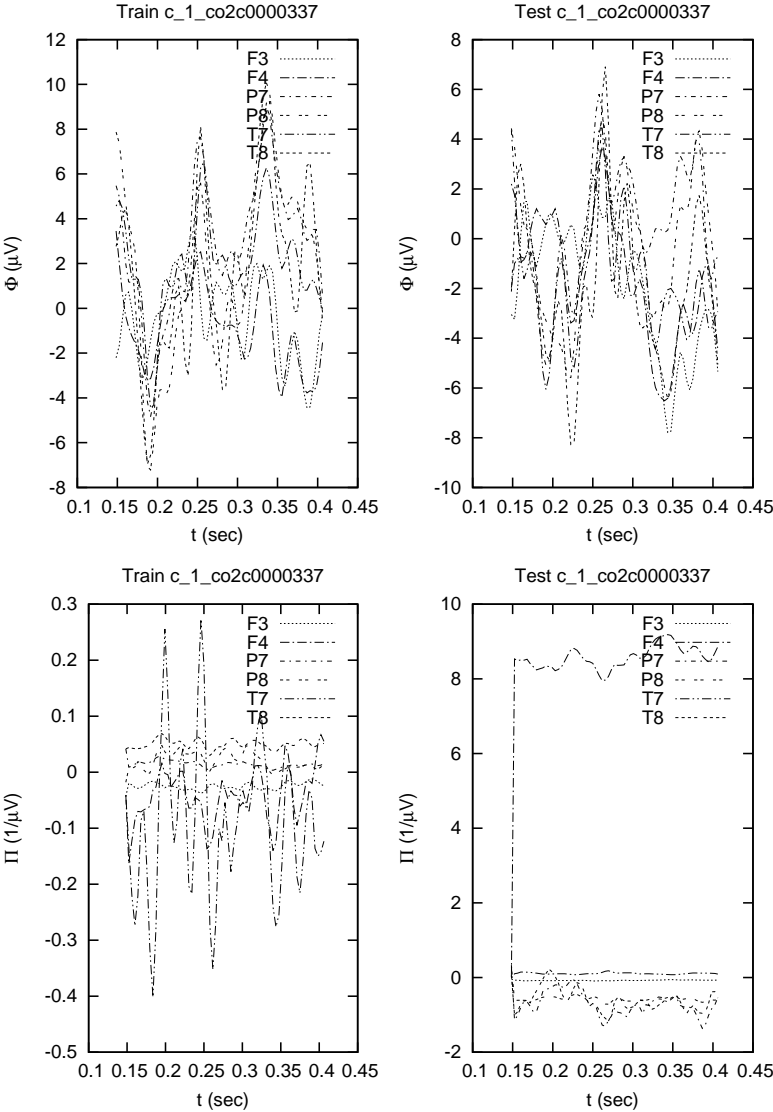 Train c_1_co2c0000337
12
10
8
6
4
2
0
-2
-4
-6
-8
0.1 0.15 0.2 0.25 0.3 0.35 0.4 0.45
t (sec)
Φ (μV)
F3
F4
P7
P8
T7
T8
Test c_1_co2c0000337
8
6
4
2
0
-2
-4
-6
-8
-10
0.1 0.15 0.2 0.25 0.3 0.35 0.4 0.45
t (sec)
Φ (μV)
F3
F4
P7
P8
T7
T8
Train c_1_co2c0000337
0.3
0.2
0.1
0
-0.1
-0.2
-0.3
-0.4
-0.5
0.1 0.15 0.2 0.25 0.3 0.35 0.4 0.45
t (sec)
Π (1/μV)
F3
F4
P7
P8
T7
T8
Test c_1_co2c0000337
10
8
6
4
2
0
-2
0.1 0.15 0.2 0.25 0.3 0.35 0.4 0.45
t (sec)
Π (1/μV)
F3
F4
P7
P8
T7
T8